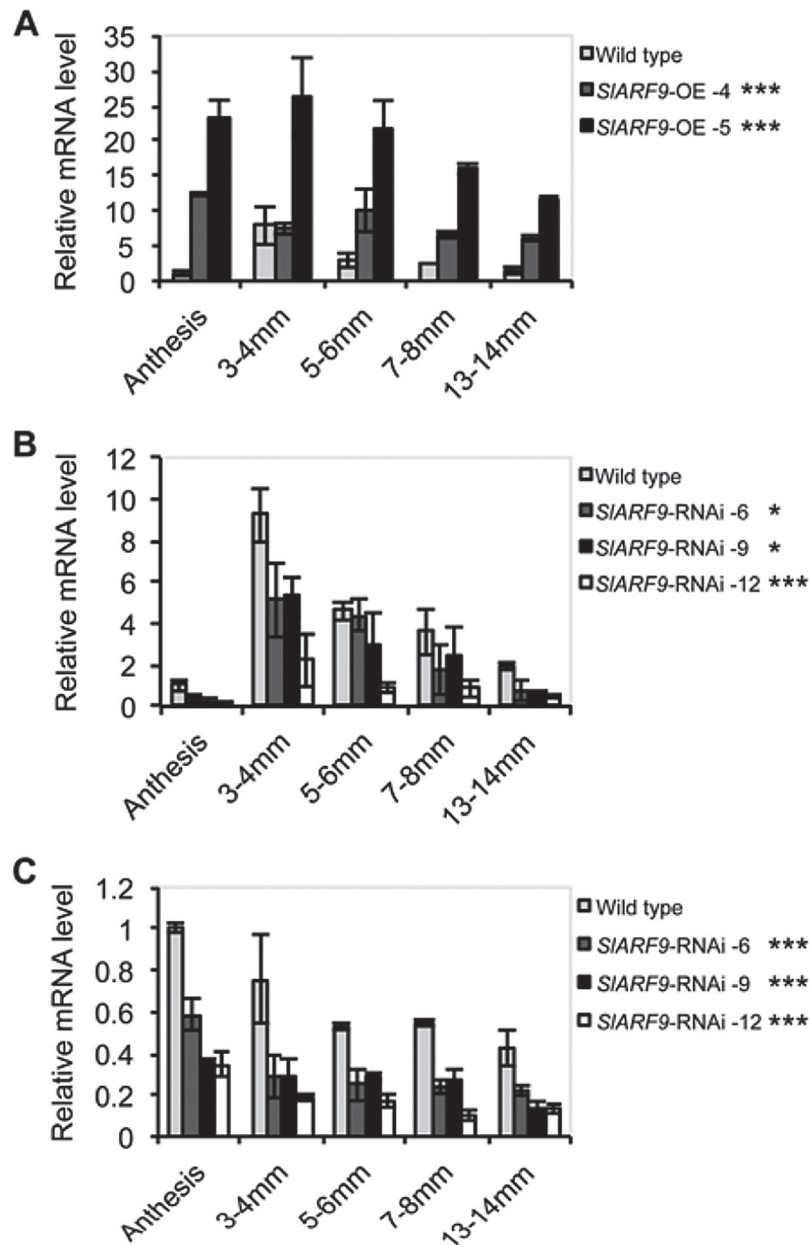 A
Relative mRNA level
35
30
25
20
15
10
5
0
Anthesis
3-4mm
5-6mm
7-8mm
13-14mm
Wild type
SlARF9-OE -4 ***
SlARF9-OE -5 ***
B
Relative mRNA level
12
10
8
6
4
2
0
Anthesis
3-4mm
5-6mm
7-8mm
13-14mm
Wild type
SlARF9-RNAi -6 *
SlARF9-RNAi -9 *
SlARF9-RNAi -12 ***
C
Relative mRNA level
1.2
1
0.8
0.6
0.4
0.2
0
Anthesis
3-4mm
5-6mm
7-8mm
13-14mm
Wild type
SlARF9-RNAi -6 ***
SlARF9-RNAi -9 ***
SlARF9-RNAi -12 ***